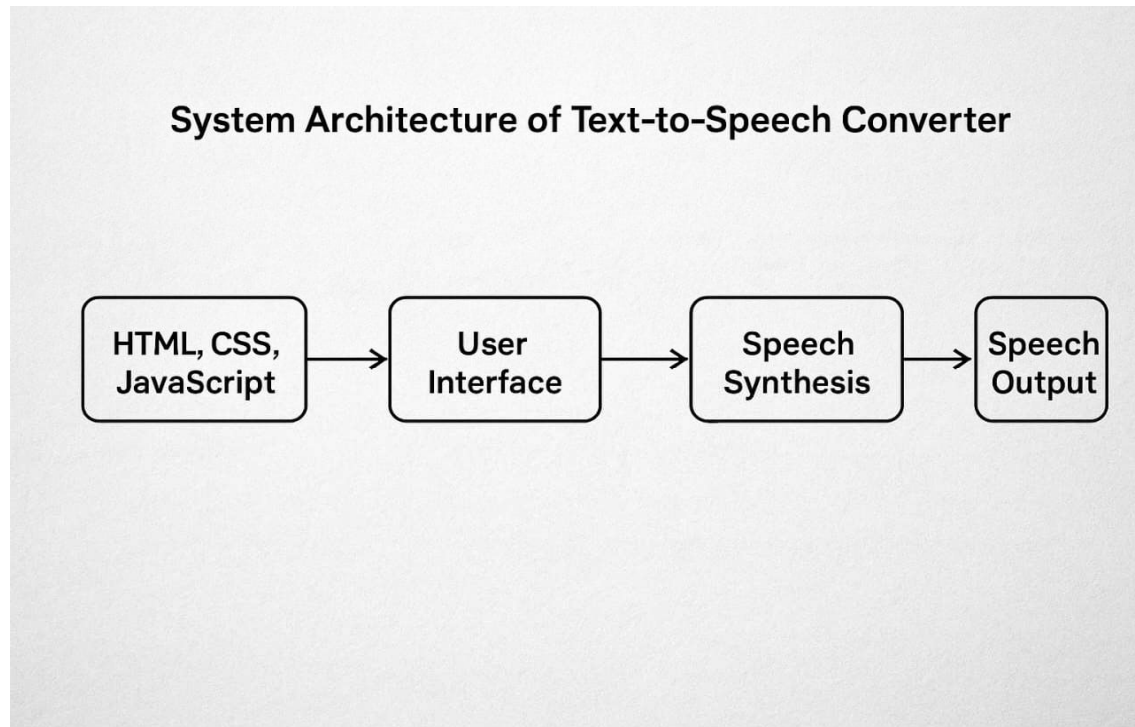 System Architecture of Text-to-Speech Converter
HTML, CSS,
JavaScript
User
Interface
Speech
Synthesis
Speech
Output